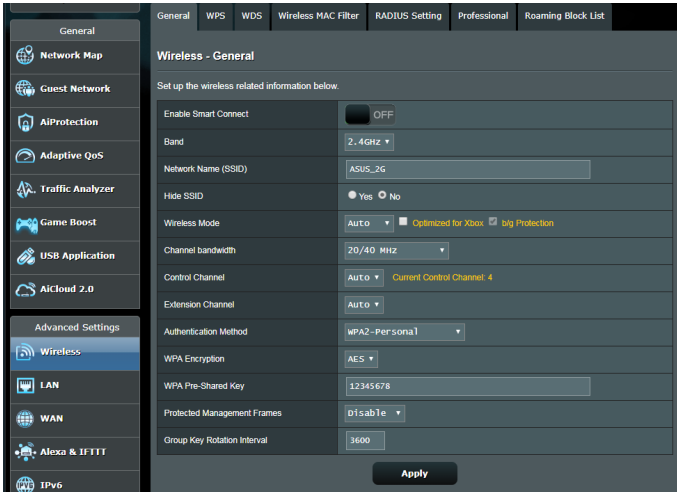 General WPS WDS Wireless MAC Filter RADIUS Setting Professional Roaming Block List
General
Network Map
Guest Network
AiProtection
Adaptive QoS
Traffic Analyzer
Game Boost
USB Application
AiCloud 2.0
Advanced Settings
Wireless
LAN
WAN
Alexa & IFTTT
IPv6
Wireless - General
Set up the wireless related information below.
Enable Smart Connect OFF
Band 2.4GHz
Network Name (SSID) ASUS_2G
Hide SSID Yes No
Wireless Mode Auto Optimized for Xbox b/g Protection
Channel bandwidth 20/40 MHz
Control Channel Auto Current Control Channel: 4
Extension Channel Auto
Authentication Method WPA2-Personal
WPA Encryption AES
WPA Pre-Shared Key 12345678
Protected Management Frames Disable
Group Key Rotation Interval 3600
Apply